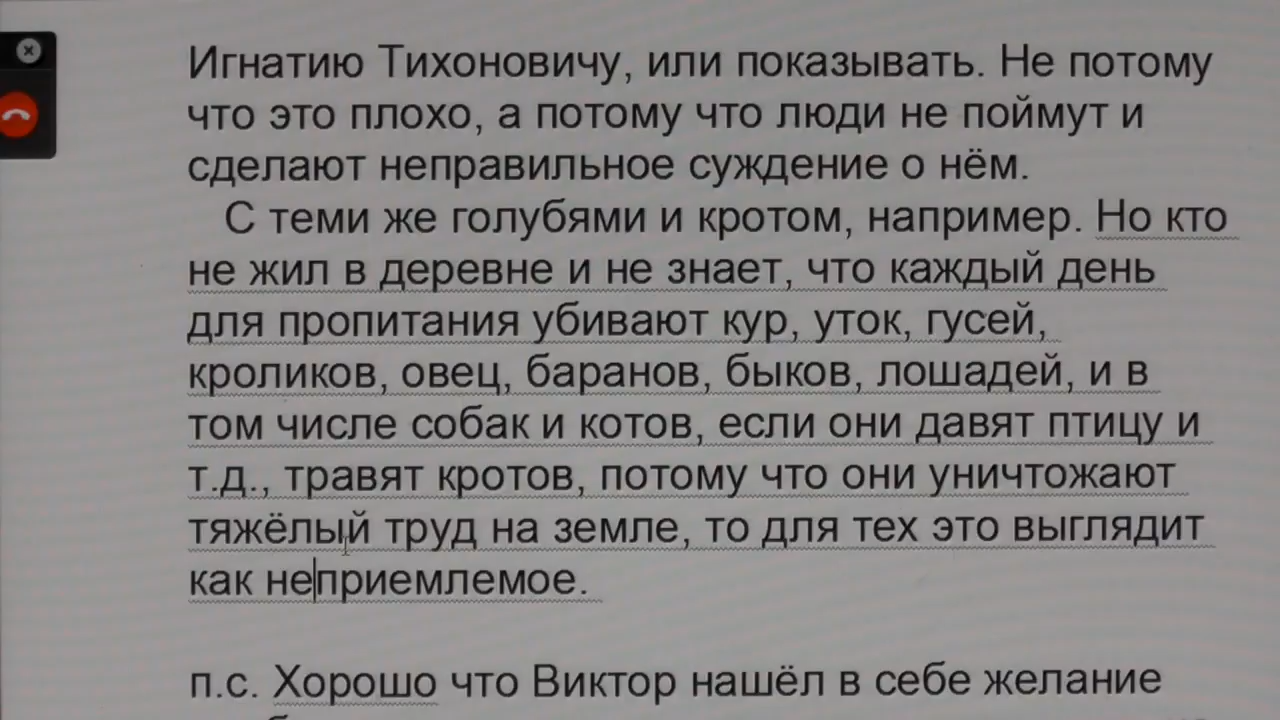 Игнатию Тихоновичу, или показывать. Не потому
что это плохо, а потому что люди не поймут и
сделают неправильное суждение о нём.
С теми же голубями и кротом, например. Но кто
не жил в деревне и не знает, что каждый день
для пропитания убивают кур, уток, гусей,
кроликов, овец, баранов, быков, лошадей, и в
том числе собак и котов, если они давят птицу и
т.д., травят кротов, потому что они уничтожают
тяжёлый труд на земле, то для тех это выглядит
как неприемлемое.
п.с. Хорошо что Виктор нашёл в себе желание